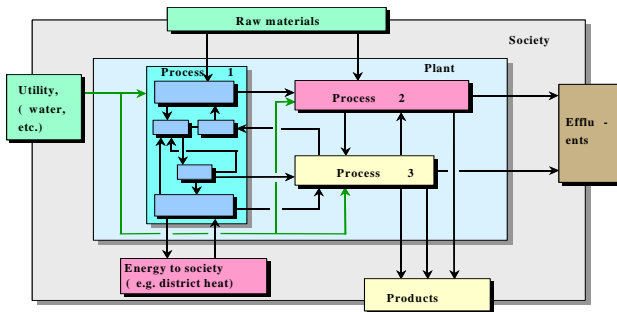 Raw materials
Society
Plant
Process 1
Utility,
( water,
etc.)
Process 2
Efflu -
ents
Process 3
Energy to society
( e.g. district heat)
Products